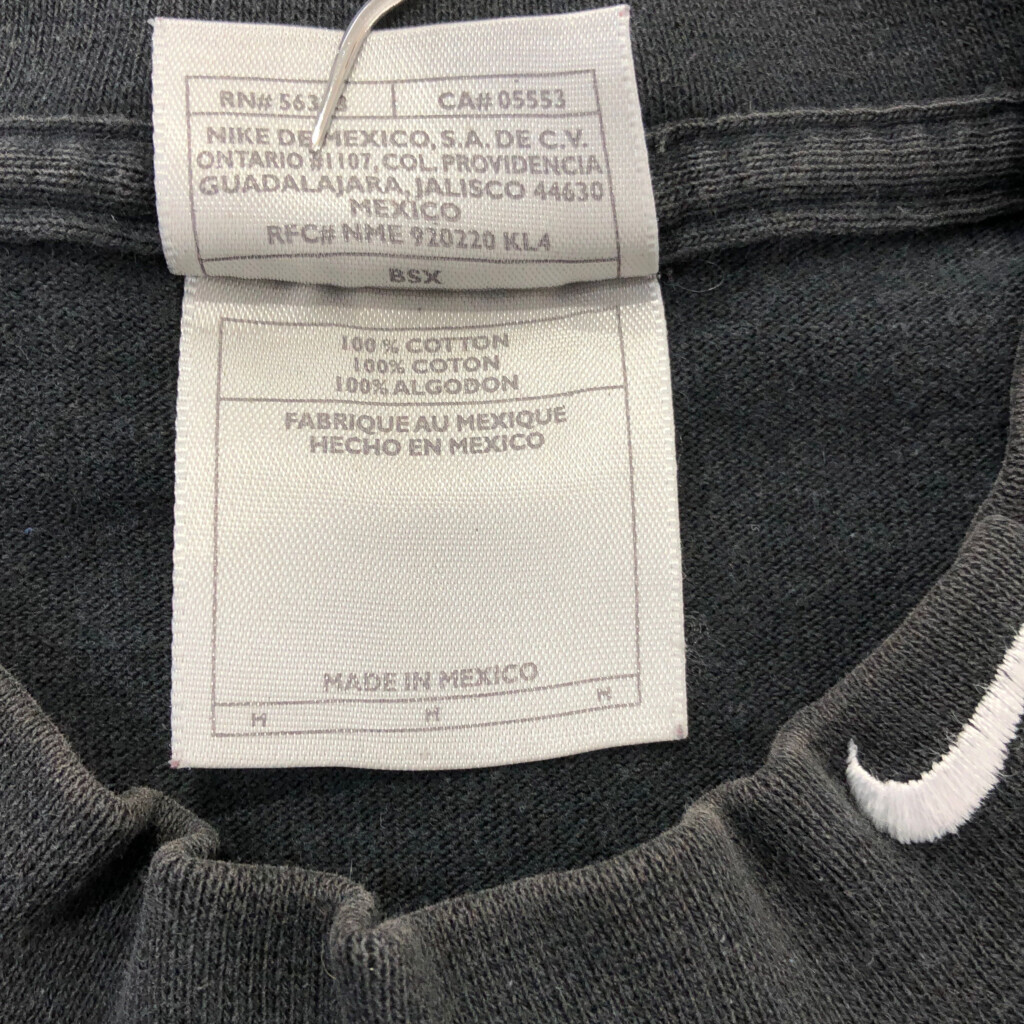 RN# CA# 05553
NIKE DE MEXICO, S.A. DE C.V.
ONTARIO #1107, COL. PROVIDENCIA
GUADALAJARA, JALISCO 44630
MEXICO
RFC# NME 920220 KL4
BSX
100% COTTON
100% COTON
100% ALGODON
FABRIQUE AU MEXIQUE
HECHO EN MEXICO
MADE IN MEXICO
M M M